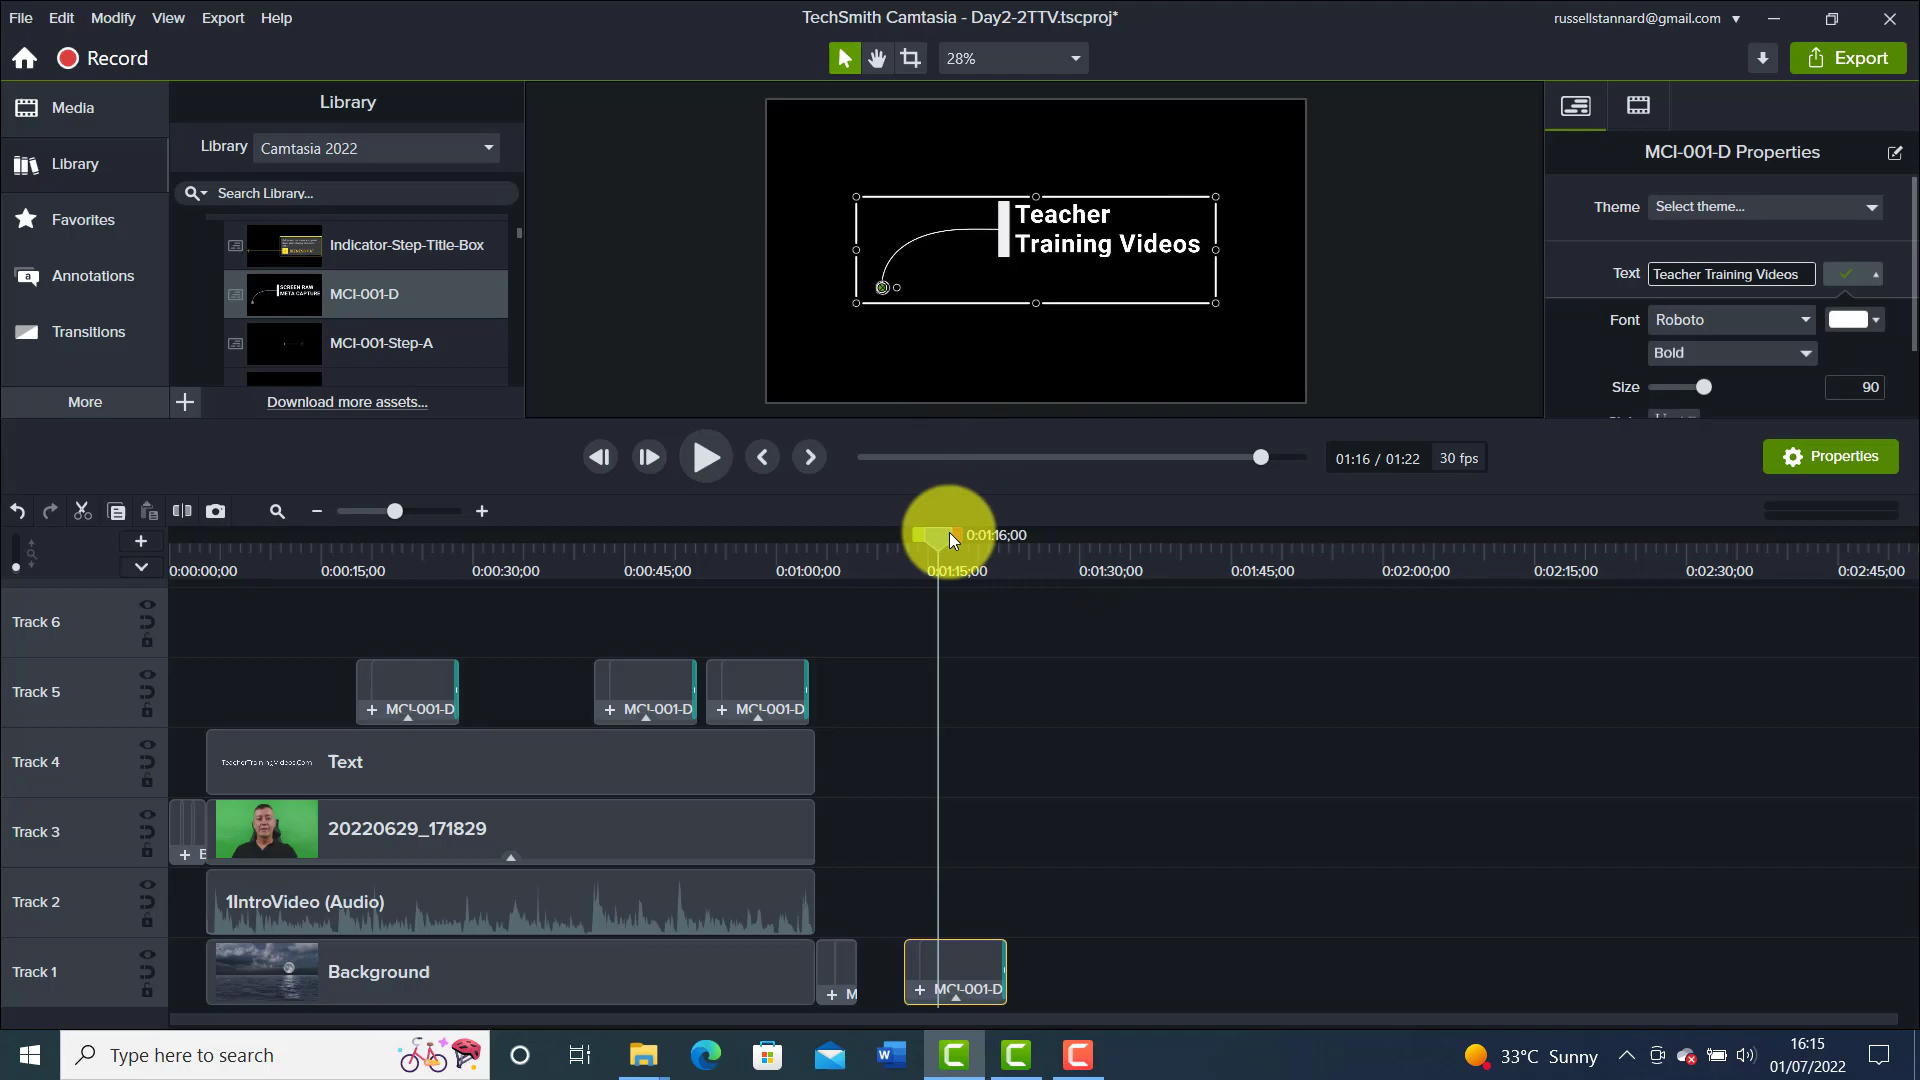 File Edit Modify View Export Help
TechSmith Camtasia - Day2-2TTV.tscproj*
russellstannard@gmail.com
Record
28%
Export
Media
Library
Favorites
Annotations
Transitions
More
Library
Library Camtasia 2022
Search Library...
Indicator-Step-Title-Box
SCREEN RAW
META CAPTURE
MCI-001-D
MCI-001-Step-A
Download more assets...
Teacher
Training Videos
MCI-001-D Properties
Theme Select theme...
Text Teacher Training Videos
Font Roboto
Bold
Size 90
01:16 / 01:22 30 fps
Properties
0:01:16;00
0:00:00;00 0:00:15;00 0:00:30;00 0:00:45;00 0:01:00;00 0:01:15;00 0:01:30;00 0:01:45;00 0:02:00;00 0:02:15;00 0:02:30;00 0:02:45;00
Track 6
Track 5
+ MCI-001-D + MCI-001-D + MCI-001-D
Track 4
TeacherTrainingVideos.Com Text
Track 3
20220629_171829
Track 2
1IntroVideo (Audio)
Track 1
Background
+ M
+ MCI-001-D
Type here to search
33°C Sunny
16:15
01/07/2022